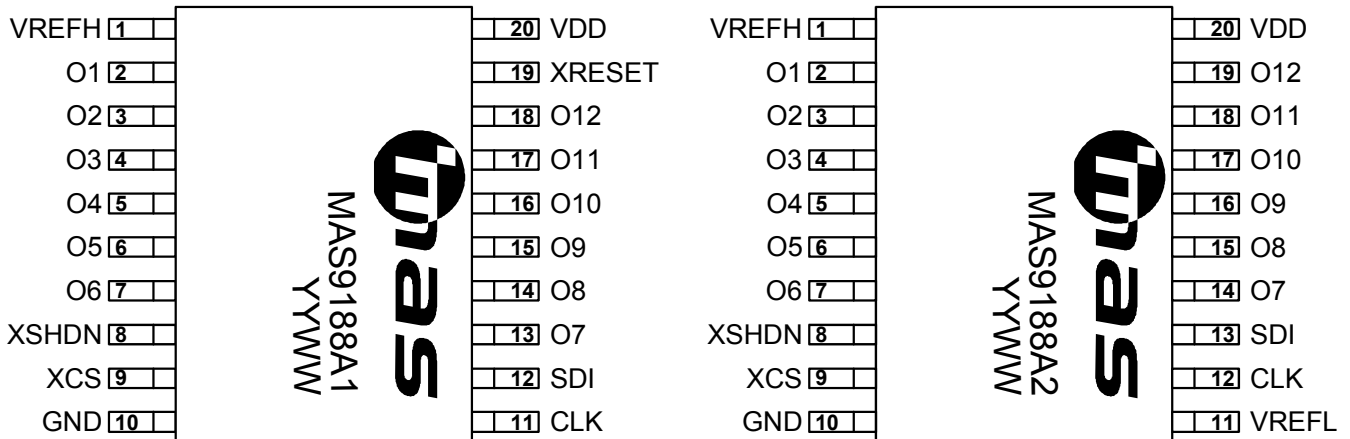 VREFH 1 20 VDD
O1 2 19 XRESET
O2 3 18 O12
O3 4 17 O11
O4 5 16 O10
O5 6 15 O9
O6 7 14 O8
XSHDN 8 13 O7
XCS 9 12 SDI
GND 10 11 CLK
mas
MAS9188A1
YYWW
VREFH 1 20 VDD
O1 2 19 O12
O2 3 18 O11
O3 4 17 O10
O4 5 16 O9
O5 6 15 O8
O6 7 14 O7
XSHDN 8 13 SDI
XCS 9 12 CLK
GND 10 11 VREFL
mas
MAS9188A2
YYWW